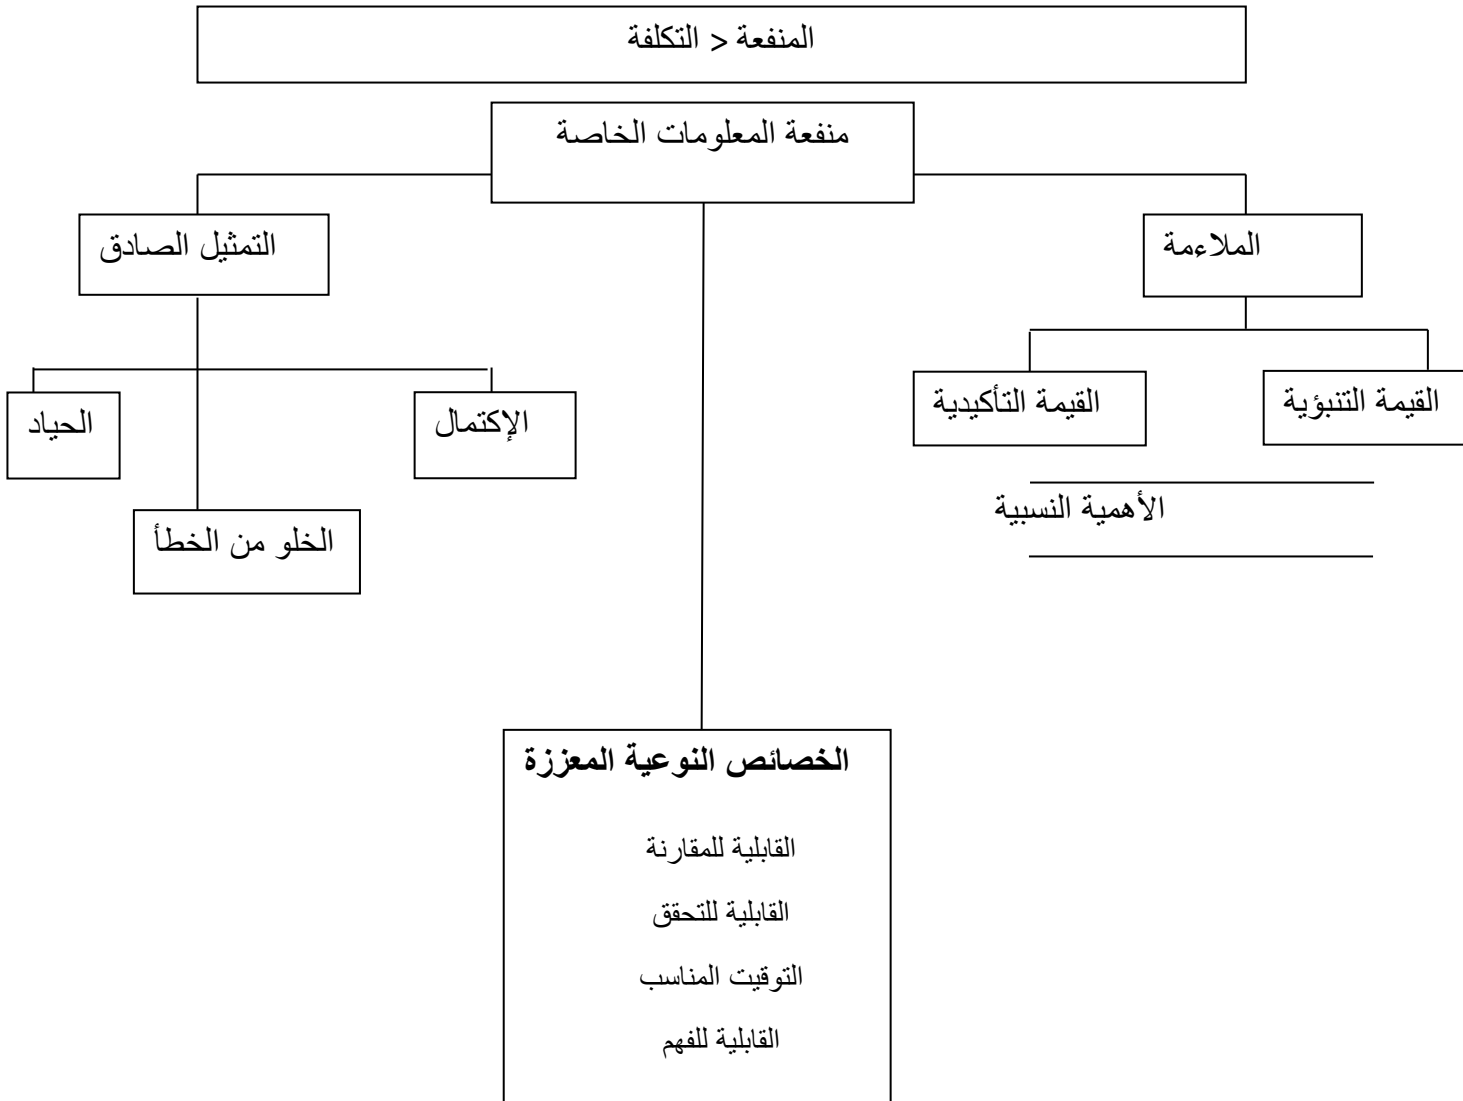 المنفعة < التكلفة
منفعة المعلومات الخاصة
الملاءمة
التمثيل الصادق
القيمة التنبؤية
القيمة التأكيدية
الإكتمال
الحياد
الأهمية النسبية
الخلو من الخطأ
الخصائص النوعية المعززة
القابلية للمقارنة
القابلية للتحقق
التوقيت المناسب
القابلية للفهم